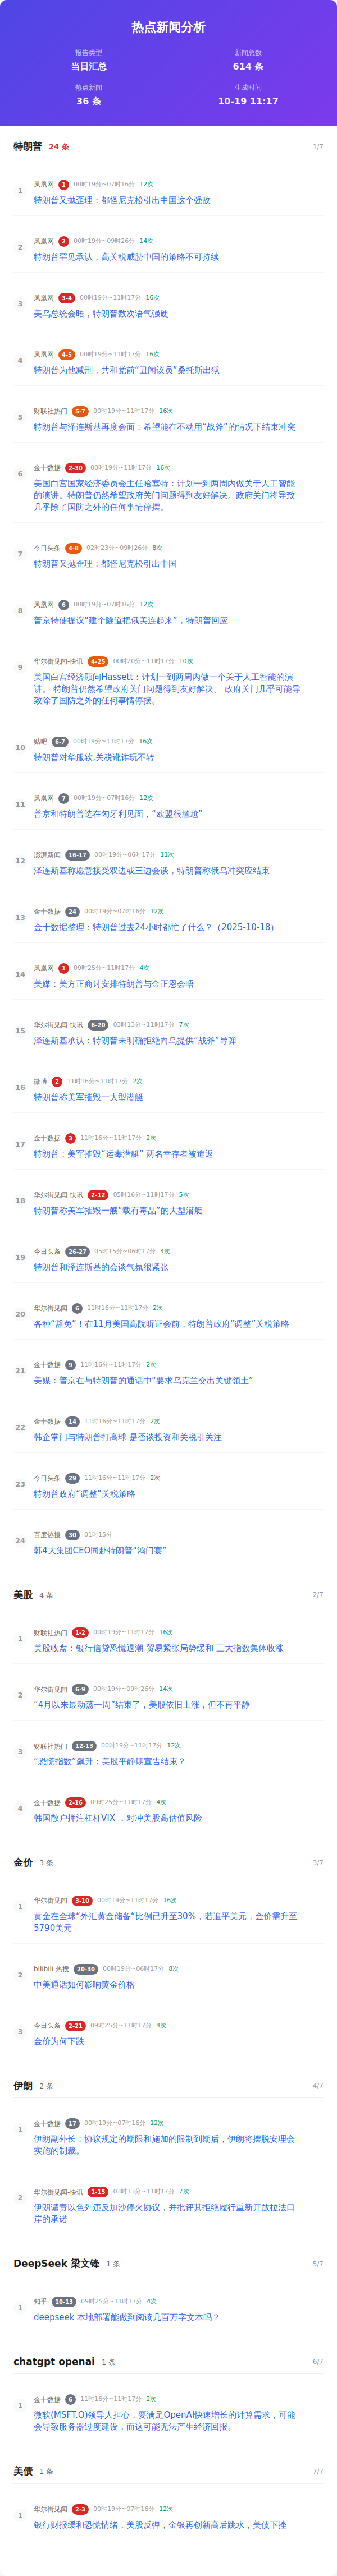 热点新闻分析
报告类型
新闻总数
当日汇总
614 条
热点新闻
生成时间
36 条
10-19 11:17
特朗普 24 条 1/7
1
凤凰网 1 00时19分~07时16分 12次
特朗普又抛歪理：都怪尼克松引出中国这个强敌
2
凤凰网 2 00时19分~09时26分 14次
特朗普罕见承认，高关税威胁中国的策略不可持续
3
凤凰网 3-4 00时19分~11时17分 16次
美乌总统会晤，特朗普数次语气强硬
4
凤凰网 4-5 00时19分~11时17分 16次
特朗普为他减刑，共和党前“丑闻议员”桑托斯出狱
5
财联社热门 5-7 00时19分~11时17分 16次
特朗普与泽连斯基再度会面：希望能在不动用“战斧”的情况下结束冲突
6
金十数据 2-30 00时19分~11时17分 16次
美国白宫国家经济委员会主任哈塞特：计划一到两周内做关于人工智能
的演讲。特朗普仍然希望政府关门问题得到友好解决。政府关门将导致
几乎除了国防之外的任何事情停摆。
7
今日头条 4-8 02时23分~09时26分 8次
特朗普又抛歪理：都怪尼克松引出中国
8
凤凰网 6 00时19分~07时16分 12次
普京特使提议“建个隧道把俄美连起来”，特朗普回应
9
华尔街见闻-快讯 4-25 00时20分~11时17分 10次
美国白宫经济顾问Hassett：计划一到两周内做一个关于人工智能的演
讲。 特朗普仍然希望政府关门问题得到友好解决。 政府关门几乎可能导
致除了国防之外的任何事情停摆。
10
贴吧 6-7 00时19分~11时17分 16次
特朗普对华服软,关税讹诈玩不转
11
凤凰网 7 00时19分~07时16分 12次
普京和特朗普选在匈牙利见面，“欧盟很尴尬”
12
澎湃新闻 16-17 00时19分~06时17分 11次
泽连斯基称愿意接受双边或三边会谈，特朗普称俄乌冲突应结束
13
金十数据 24 00时19分~07时16分 12次
金十数据整理：特朗普过去24小时都忙了什么？（2025-10-18）
14
凤凰网 1 09时25分~11时17分 4次
美媒：美方正商讨安排特朗普与金正恩会晤
15
华尔街见闻-快讯 6-20 03时13分~11时17分 7次
泽连斯基承认：特朗普未明确拒绝向乌提供“战斧”导弹
16
微博 2 11时16分~11时17分 2次
特朗普称美军摧毁一大型潜艇
17
金十数据 3 11时16分~11时17分 2次
特朗普：美军摧毁“运毒潜艇” 两名幸存者被遣返
18
华尔街见闻-快讯 2-12 05时16分~11时17分 5次
特朗普称美军摧毁一艘“载有毒品”的大型潜艇
19
今日头条 26-27 05时15分~06时17分 4次
特朗普和泽连斯基的会谈气氛很紧张
20
华尔街见闻 6 11时16分~11时17分 2次
各种“豁免”！在11月美国高院听证会前，特朗普政府“调整”关税策略
21
金十数据 9 11时16分~11时17分 2次
美媒：普京在与特朗普的通话中“要求乌克兰交出关键领土”
22
金十数据 14 11时16分~11时17分 2次
韩企掌门与特朗普打高球 是否谈投资和关税引关注
23
今日头条 29 11时16分~11时17分 2次
特朗普政府“调整”关税策略
24
百度热搜 30 01时15分
韩4大集团CEO同赴特朗普“鸿门宴”
美股 4 条 2/7
1
财联社热门 1-2 00时19分~11时17分 16次
美股收盘：银行信贷恐慌退潮 贸易紧张局势缓和 三大指数集体收涨
2
华尔街见闻 6-9 00时19分~09时26分 14次
“4月以来最动荡一周”结束了，美股依旧上涨，但不再平静
3
财联社热门 12-13 00时19分~11时17分 12次
“恐慌指数”飙升：美股平静期宣告结束？
4
金十数据 2-16 09时25分~11时17分 4次
韩国散户押注杠杆VIX ，对冲美股高估值风险
金价 3 条 3/7
1
华尔街见闻 3-10 00时19分~11时17分 16次
黄金在全球“外汇黄金储备”比例已升至30%，若追平美元，金价需升至
5790美元
2
bilibili 热搜 20-30 00时19分~06时17分 8次
中美通话如何影响黄金价格
3
今日头条 2-21 09时25分~11时17分 4次
金价为何下跌
伊朗 2 条 4/7
1
金十数据 17 00时19分~07时16分 12次
伊朗副外长：协议规定的期限和施加的限制到期后，伊朗将摆脱安理会
实施的制裁。
2
华尔街见闻-快讯 1-15 03时13分~11时17分 7次
伊朗谴责以色列违反加沙停火协议，并批评其拒绝履行重新开放拉法口
岸的承诺
DeepSeek 梁文锋 1 条 5/7
1
知乎 10-13 09时25分~11时17分 4次
deepseek 本地部署能做到阅读几百万字文本吗？
chatgpt openai 1 条 6/7
1
金十数据 6 11时16分~11时17分 2次
微软(MSFT.O)领导人担心，要满足OpenAI快速增长的计算需求，可能
会导致服务器过度建设，而这可能无法产生经济回报。
美债 1 条 7/7
1
华尔街见闻 2-3 00时19分~07时16分 12次
银行财报缓和恐慌情绪，美股反弹，金银再创新高后跳水，美债下挫